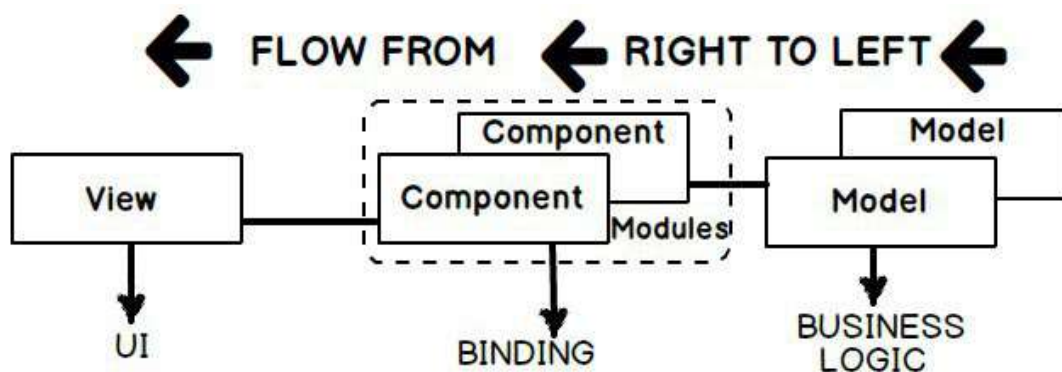 FLOW FROM RIGHT TO LEFT
Component
Model
View
Component
Model
Modules
UI
BINDING
BUSINESS
LOGIC